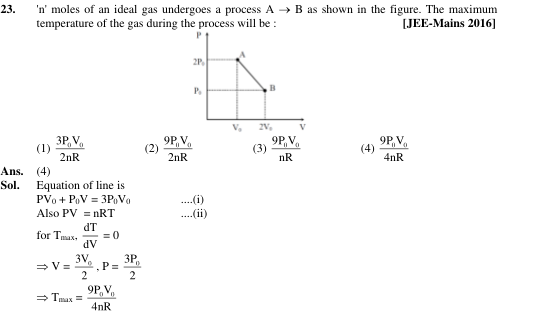 23. 'n' moles of an ideal gas undergoes a process A → B as shown in the figure. The maximum
temperature of the gas during the process will be : [JEE-Mains 2016]
P
A
2P₀
P₀
B
V₀ 2V₀ V
(1) 3P₀V₀/2nR (2) 9P₀V₀/2nR (3) 9P₀V₀/nR (4) 9P₀V₀/4nR
Ans. (4)
Sol. Equation of line is
PV₀ + P₀V = 3P₀V₀ ....(i)
Also PV = nRT ....(ii)
for Tmax, dT/dV = 0
⇒ V = 3V₀/2 , P = 3P₀/2
⇒ Tmax = 9P₀V₀/4nR